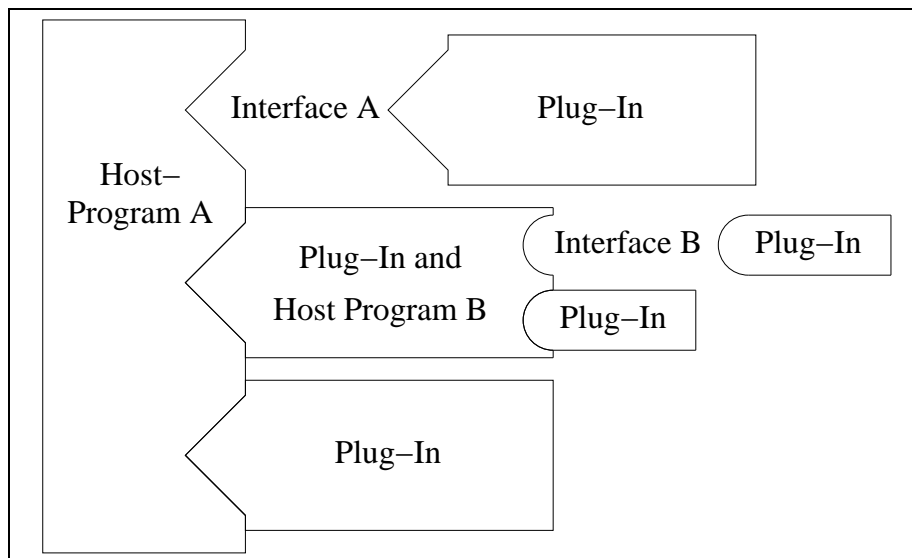 Host−
Program A
Interface A
Plug−In
Plug−In and
Host Program B
Interface B
Plug−In
Plug−In
Plug−In